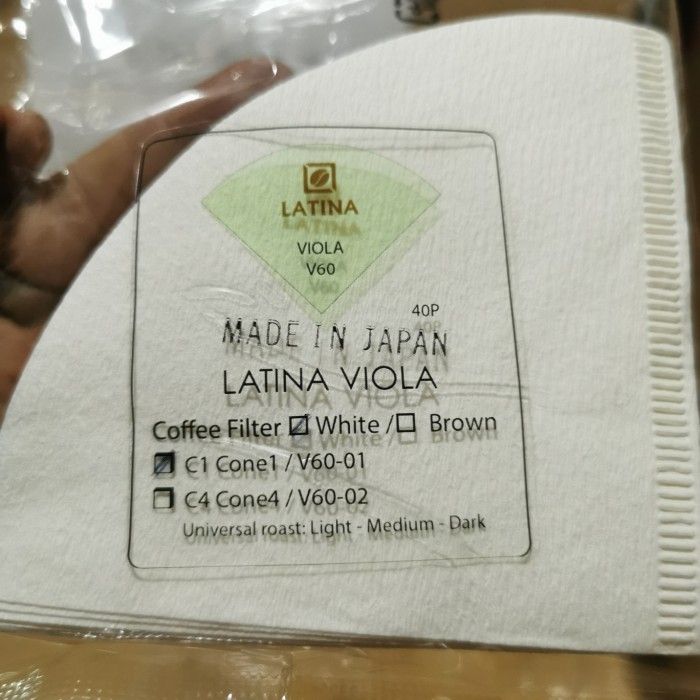 LATINA
VIOLA
V60
40P
MADE IN JAPAN
LATINA VIOLA
Coffee Filter ☑ White / ☐ Brown
☑ C1 Cone1 / V60-01
☐ C4 Cone4 / V60-02
Universal roast: Light - Medium - Dark